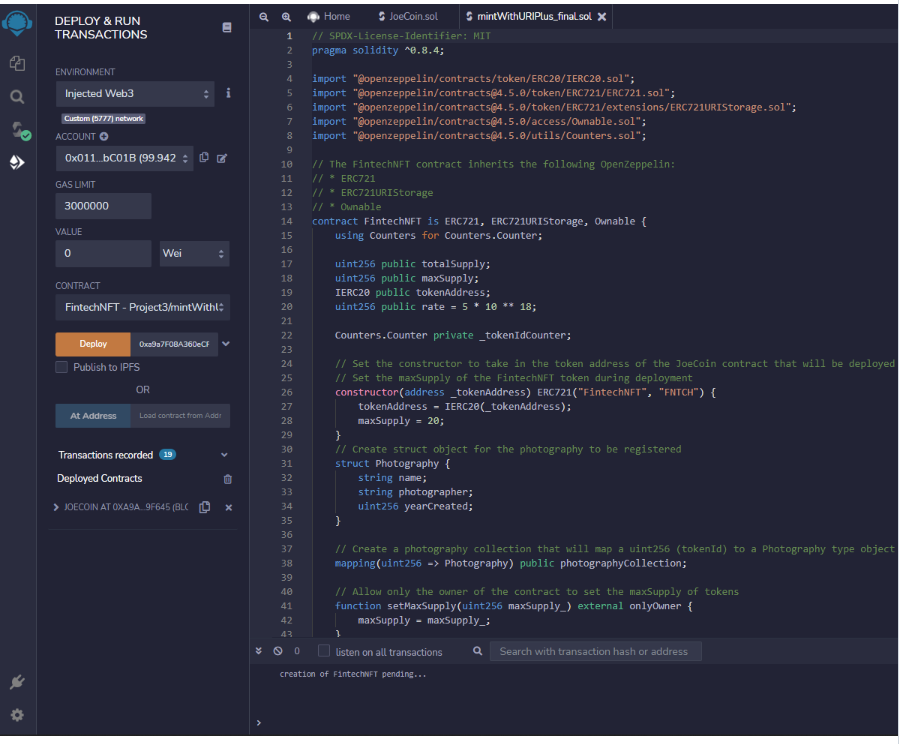 DEPLOY & RUN
TRANSACTIONS
ENVIRONMENT
Injected Web3
Custom (5777) network
ACCOUNT
0x011...bC01B (99.942
GAS LIMIT
3000000
VALUE
0 Wei
CONTRACT
FintechNFT - Project3/mintWithU
Deploy 0xa9a7F08A360eCF
Publish to IPFS
OR
At Address Load contract from Addr
Transactions recorded 19
Deployed Contracts
JOECOIN AT 0XA9A...9F645 (BLC
Home JoeCoin.sol mintWithURIPlus_final.sol
1 // SPDX-License-Identifier: MIT
2 pragma solidity ^0.8.4;
3
4 import "@openzeppelin/contracts/token/ERC20/IERC20.sol";
5 import "@openzeppelin/contracts@4.5.0/token/ERC721/ERC721.sol";
6 import "@openzeppelin/contracts@4.5.0/token/ERC721/extensions/ERC721URIStorage.sol";
7 import "@openzeppelin/contracts@4.5.0/access/Ownable.sol";
8 import "@openzeppelin/contracts@4.5.0/utils/Counters.sol";
9
10 // The FintechNFT contract inherits the following OpenZeppelin:
11 // * ERC721
12 // * ERC721URIStorage
13 // * Ownable
14 contract FintechNFT is ERC721, ERC721URIStorage, Ownable {
15 using Counters for Counters.Counter;
16
17 uint256 public totalSupply;
18 uint256 public maxSupply;
19 IERC20 public tokenAddress;
20 uint256 public rate = 5 * 10 ** 18;
21
22 Counters.Counter private _tokenIdCounter;
23
24 // Set the constructor to take in the token address of the JoeCoin contract that will be deployed
25 // Set the maxSupply of the FintechNFT token during deployment
26 constructor(address _tokenAddress) ERC721("FintechNFT", "FNTCH") {
27 tokenAddress = IERC20(_tokenAddress);
28 maxSupply = 20;
29 }
30 // Create struct object for the photography to be registered
31 struct Photography {
32 string name;
33 string photographer;
34 uint256 yearCreated;
35 }
36
37 // Create a photography collection that will map a uint256 (tokenId) to a Photography type object
38 mapping(uint256 => Photography) public photographyCollection;
39
40 // Allow only the owner of the contract to set the maxSupply of tokens
41 function setMaxSupply(uint256 maxSupply_) external onlyOwner {
42 maxSupply = maxSupply_;
43 }
0 listen on all transactions Search with transaction hash or address
creation of FintechNFT pending...
>